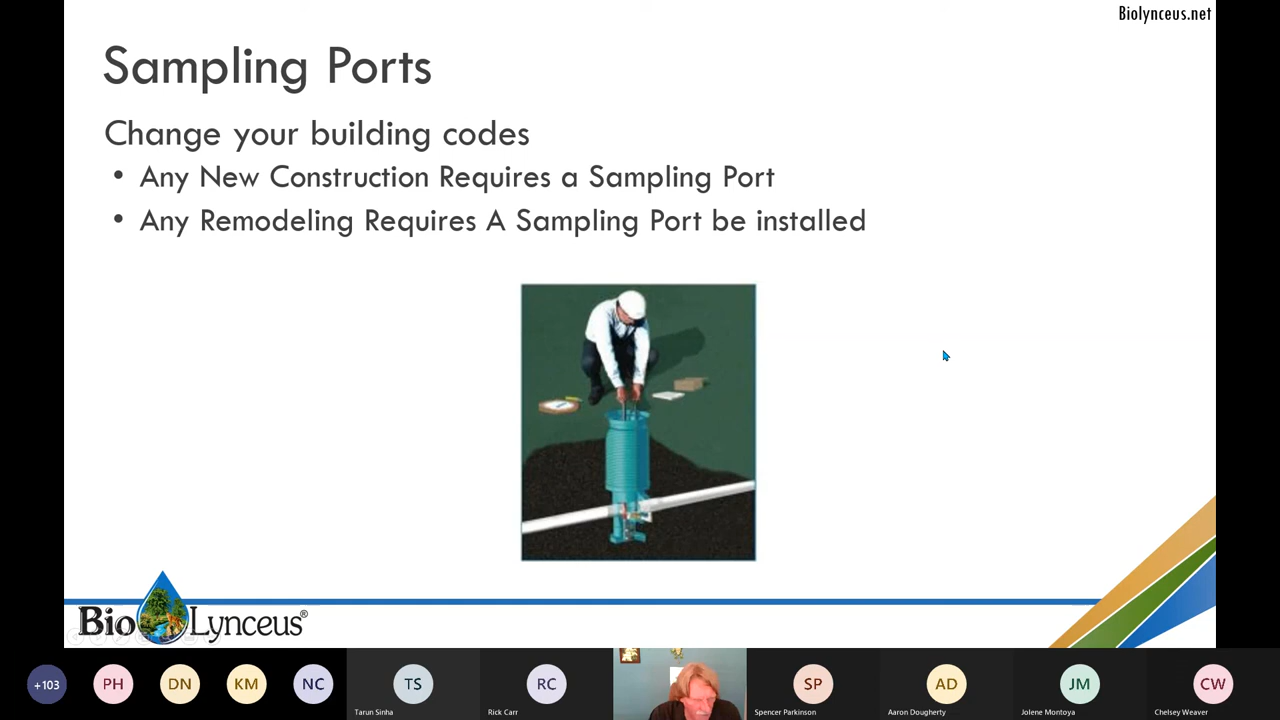 Biolynceus.net
Sampling Ports
Change your building codes
• Any New Construction Requires a Sampling Port
• Any Remodeling Requires A Sampling Port be installed
Bio Lynceus®
+103
PH
DN
KM
NC
TS
RC
SP
AD
JM
CW
Tarun Sinha
Rick Carr
Spencer Parkinson
Aaron Dougherty
Jolene Montoya
Chelsey Weaver